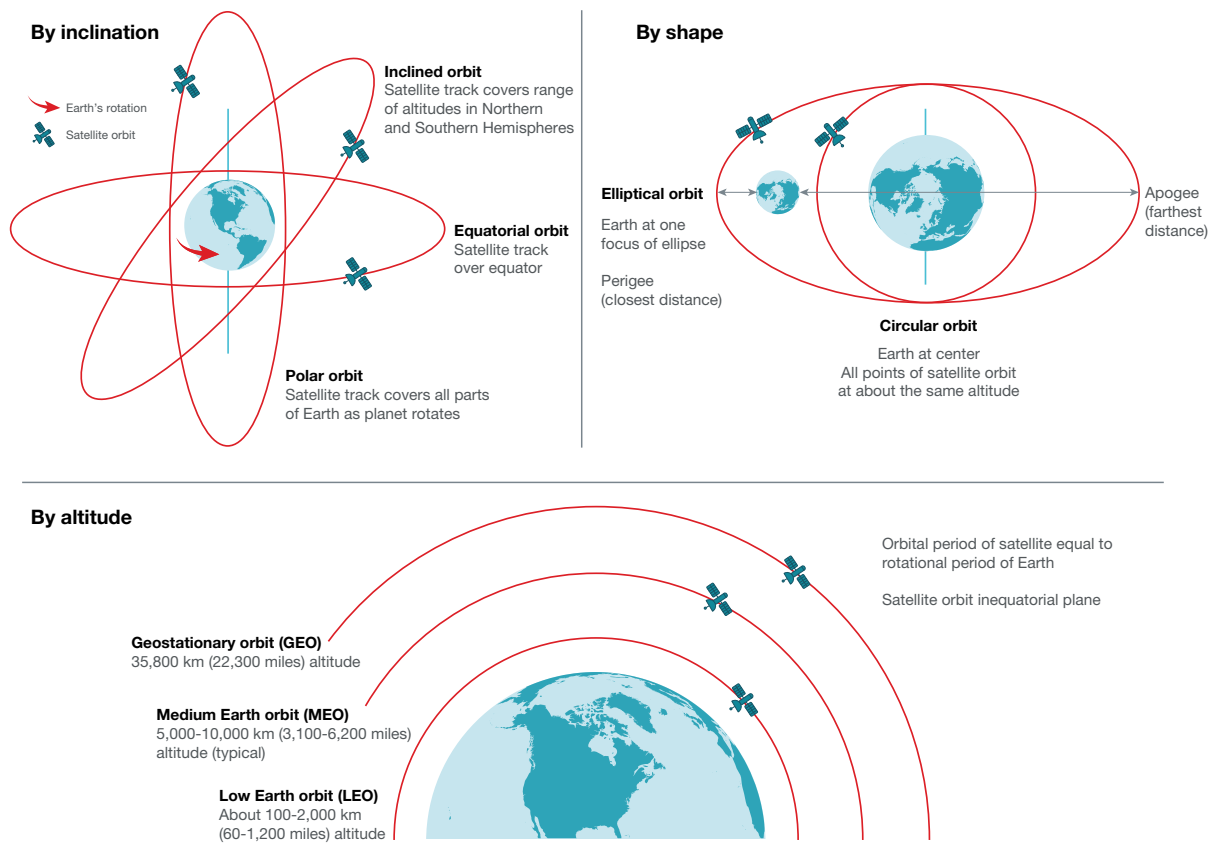 By inclination
Earth's rotation
Satellite orbit
Inclined orbit
Satellite track covers range
of altitudes in Northern
and Southern Hemispheres
Equatorial orbit
Satellite track
over equator
Polar orbit
Satellite track covers all parts
of Earth as planet rotates
By shape
Elliptical orbit
Earth at one
focus of ellipse
Perigee
(closest distance)
Apogee
(farthest
distance)
Circular orbit
Earth at center
All points of satellite orbit
at about the same altitude
By altitude
Orbital period of satellite equal to
rotational period of Earth
Satellite orbit inequatorial plane
Geostationary orbit (GEO)
35,800 km (22,300 miles) altitude
Medium Earth orbit (MEO)
5,000-10,000 km (3,100-6,200 miles)
altitude (typical)
Low Earth orbit (LEO)
About 100-2,000 km
(60-1,200 miles) altitude